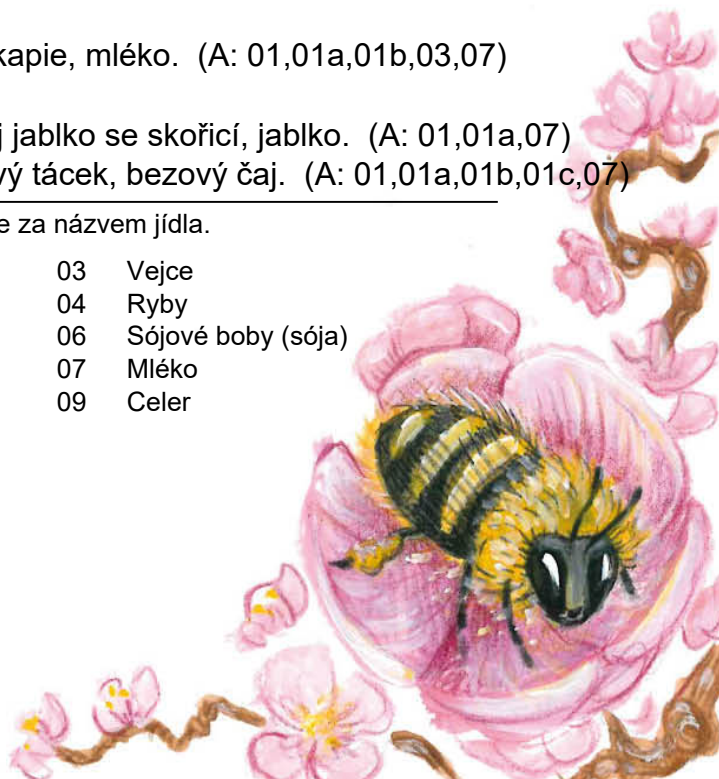 kapie, mléko. (A: 01,01a,01b,03,07)
jablko se skořicí, jablko. (A: 01,01a,07)
vý tácek, bezový čaj. (A: 01,01a,01b,01c,07)
e za názvem jídla.
03 Vejce
04 Ryby
06 Sójové boby (sója)
07 Mléko
09 Celer